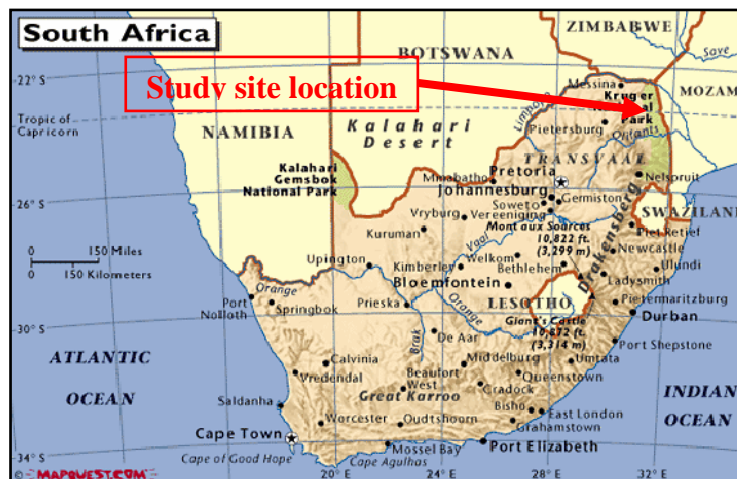 South Africa
ZIMBABWE
BOTSWANA
Save
22°S
Study site location
Messina
Kruger
National
Park
MOZAM
Tropic of
Capricorn
Limpopo
Pietersburg
Olifants
NAMIBIA
Kalahari
Desert
TRANSVAAL
Kalahari
Gemsbok
National Park
Mmabatho
Pretoria
Nelspruit
Johannesburg
Germiston
Soweto
SWAZILAND
26°S
Vryburg
Vereeniging
Mont aux Sources
10,822 ft.
(3,299 m)
Piet Retief
Kuruman
Vaal
Drakensberg
Newcastle
0 150 Miles
0 150 Kilometers
Upington
Kimberley
Welkom
Bethlehem
Ulundi
Ladysmith
Bloemfontein
Orange
Port
Nolloth
Springbok
Prieska
Orange
LESOTHO
Pietermaritzburg
Giant's Castle
10,872 ft.
(3,314 m)
Durban
30°S
De Aar
Brak
Port Shepstone
ATLANTIC
OCEAN
Calvinia
Middelburg
Umtata
Vredendal
Beaufort
West
Queenstown
INDIAN
OCEAN
Great Karroo
Cradock
Saldanha
Bisho
East London
Worcester
Oudtshoorn
Grahamstown
Cape Town
Mossel Bay
Port Elizabeth
34°S
Cape of Good Hope
20°E
Cape Agulhas
24°E
28°E
32°E
© MAPQUEST.COM